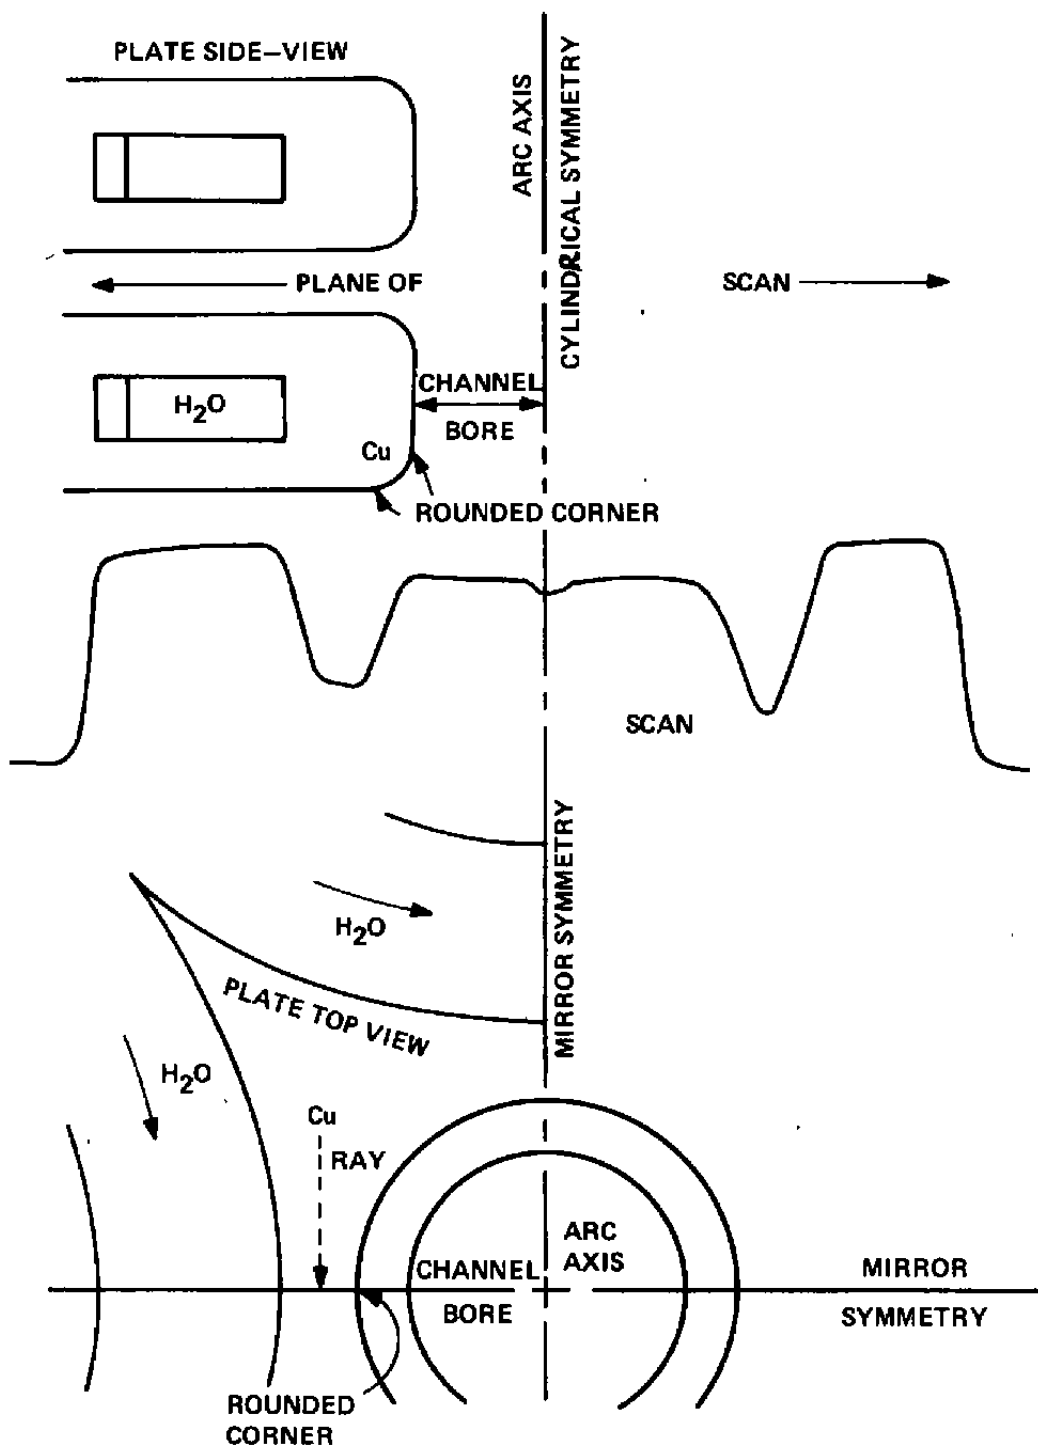 PLATE SIDE–VIEW
ARC AXIS
CYLINDRICAL SYMMETRY
PLANE OF
SCAN
CHANNEL
BORE
H₂O
Cu
ROUNDED CORNER
SCAN
MIRROR SYMMETRY
H₂O
PLATE TOP VIEW
H₂O
Cu
RAY
ARC
AXIS
CHANNEL
BORE
MIRROR
SYMMETRY
ROUNDED
CORNER